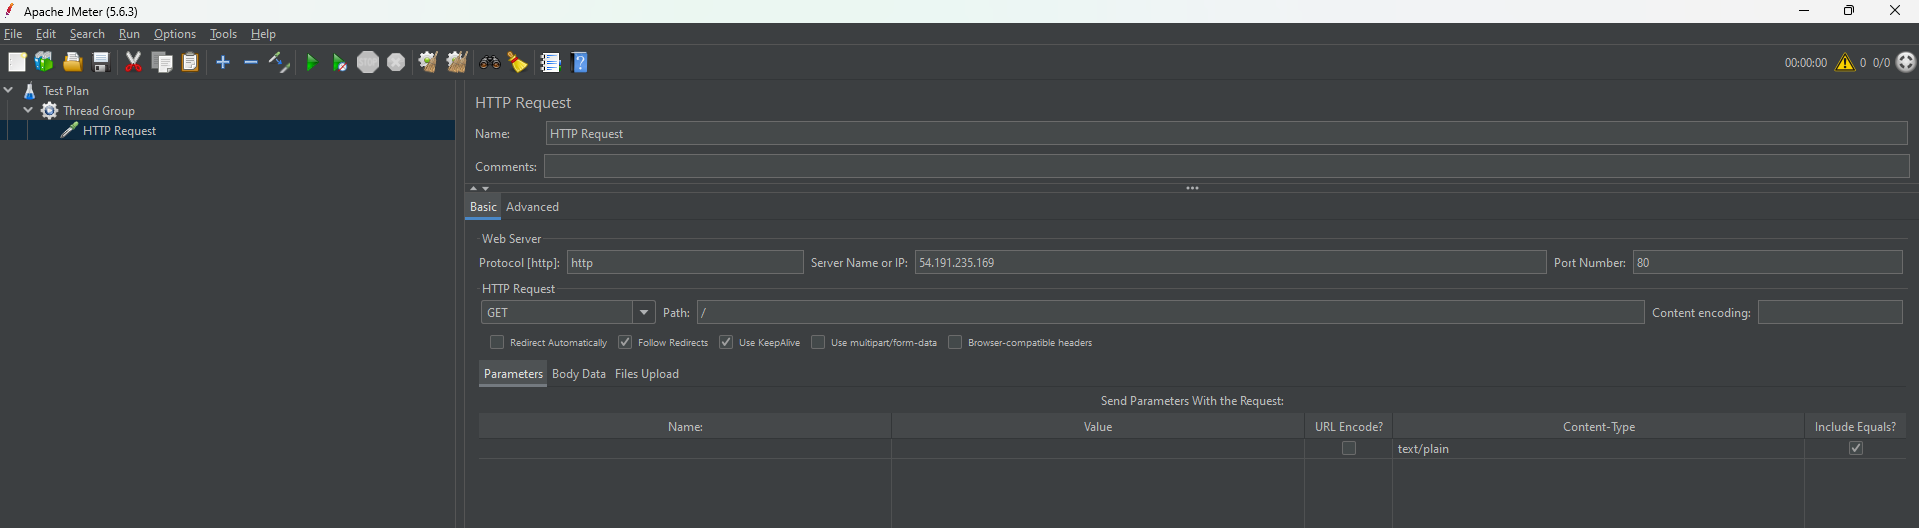 Apache JMeter (5.6.3)
File Edit Search Run Options Tools Help
STOP
00:00:00 0 0/0
Test Plan
Thread Group
HTTP Request
HTTP Request
Name: HTTP Request
Comments:
Basic Advanced
Web Server
Protocol [http]: http Server Name or IP: 54.191.235.169 Port Number: 80
HTTP Request
GET Path: / Content encoding:
Redirect Automatically Follow Redirects Use KeepAlive Use multipart/form-data Browser-compatible headers
Parameters Body Data Files Upload
Send Parameters With the Request:
Name: Value URL Encode? Content-Type Include Equals?
text/plain